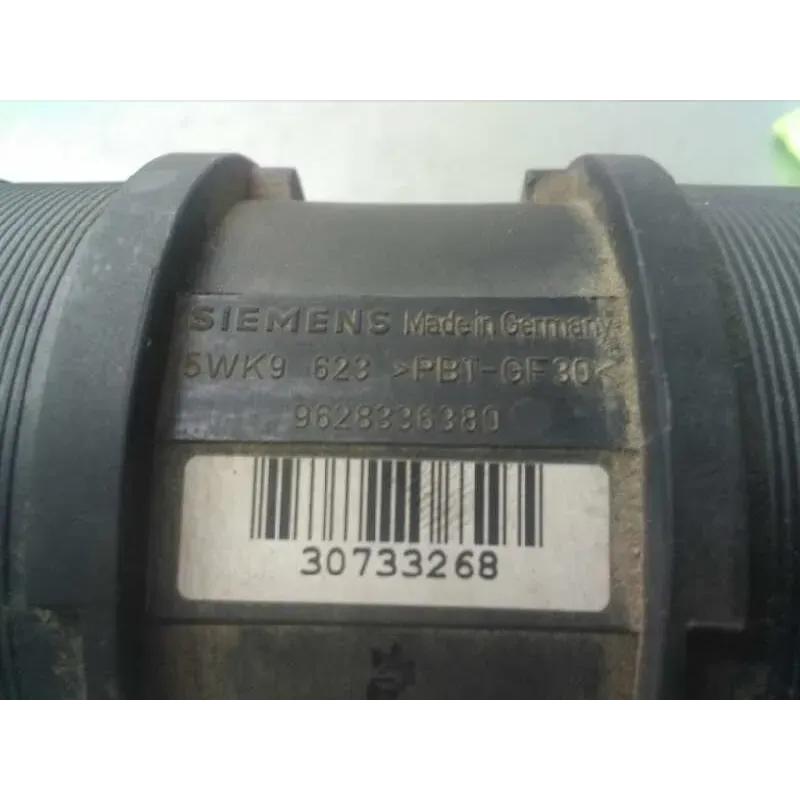 SIEMENS Made in Germany
5WK9 623 >PBT-GF30<
9628336380
30733268